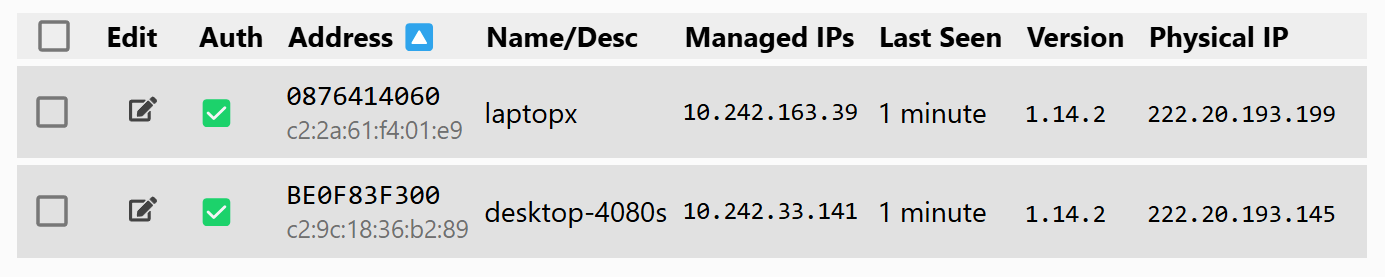 Edit Auth Address Name/Desc Managed IPs Last Seen Version Physical IP
0876414060
c2:2a:61:f4:01:e9
laptopx 10.242.163.39 1 minute 1.14.2 222.20.193.199
BE0F83F300
c2:9c:18:36:b2:89
desktop-4080s 10.242.33.141 1 minute 1.14.2 222.20.193.145